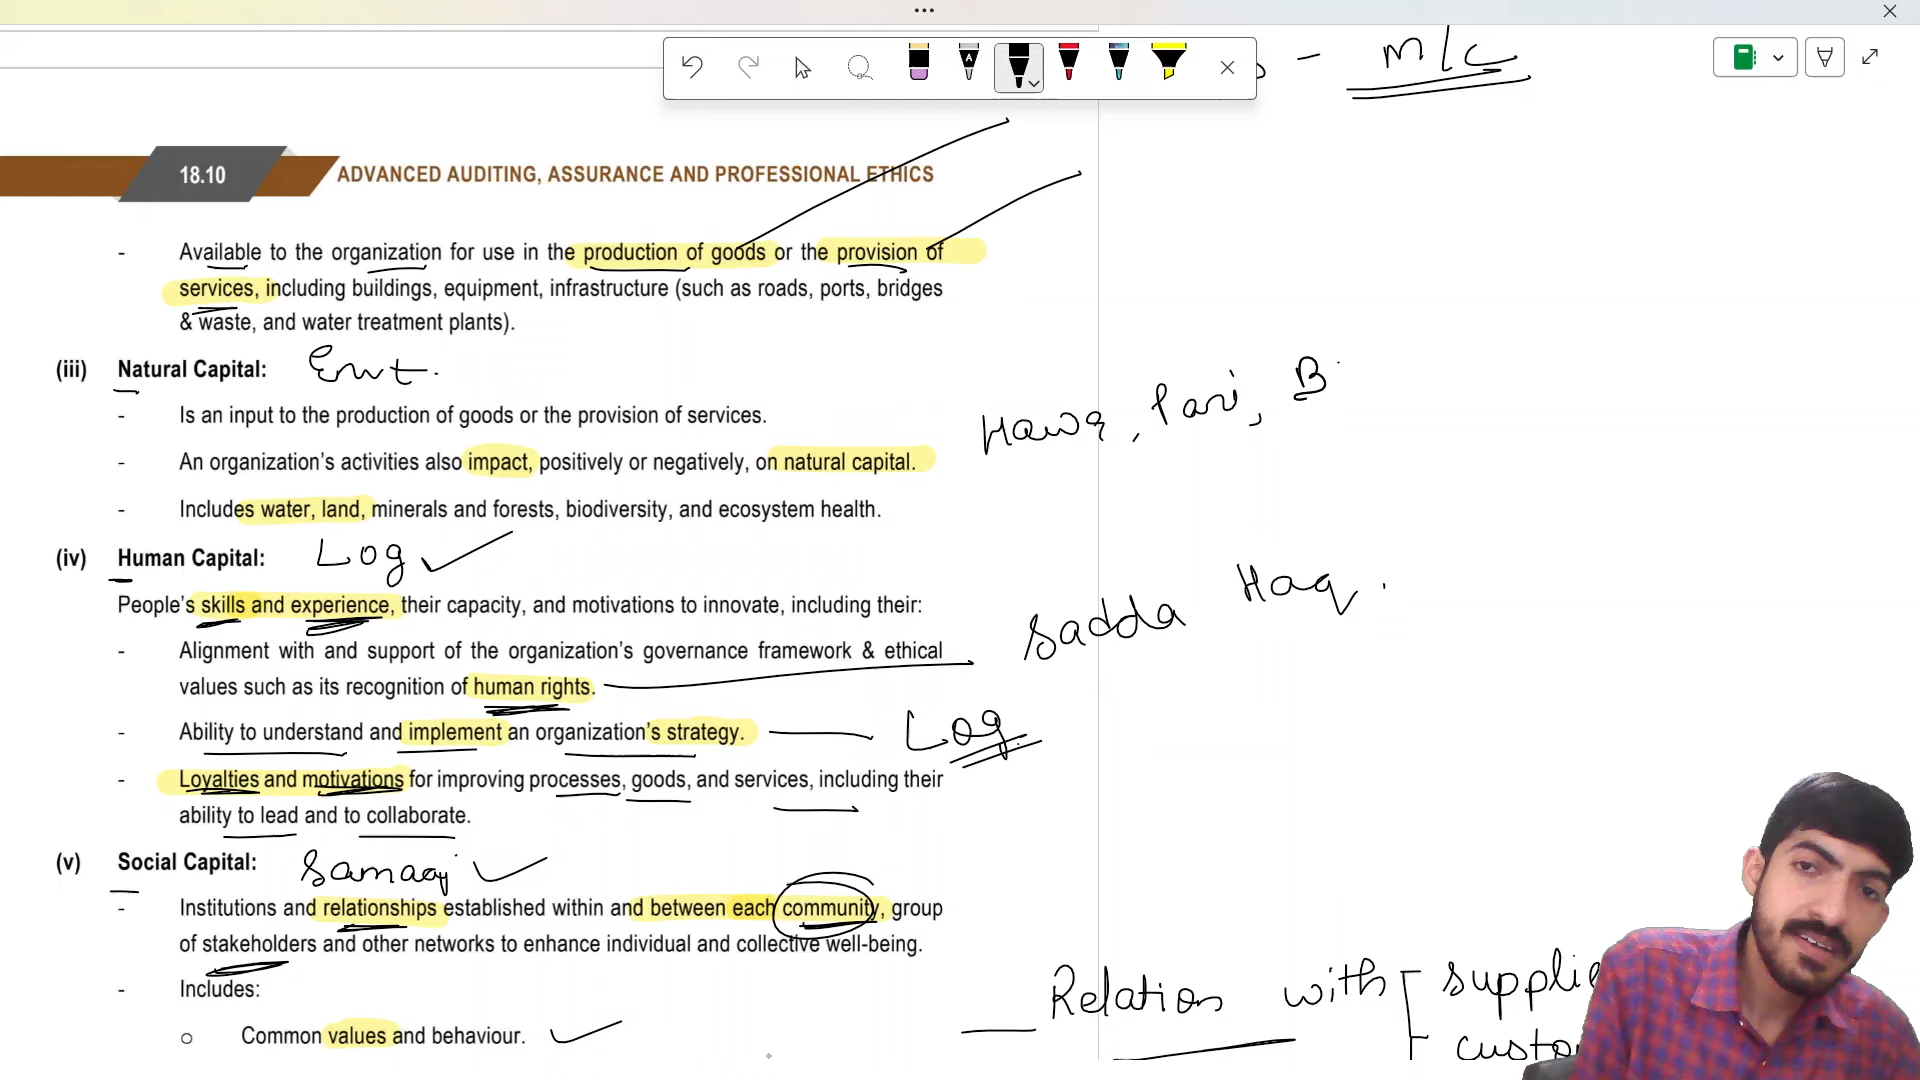 – M/C
18.10 ADVANCED AUDITING, ASSURANCE AND PROFESSIONAL ETHICS
- Available to the organization for use in the production of goods or the provision of
services, including buildings, equipment, infrastructure (such as roads, ports, bridges
& waste, and water treatment plants).
(iii) Natural Capital: Envt.
- Is an input to the production of goods or the provision of services.
Hawa, Pani, B
- An organization's activities also impact, positively or negatively, on natural capital.
- Includes water, land, minerals and forests, biodiversity, and ecosystem health.
(iv) Human Capital: Log
People's skills and experience, their capacity, and motivations to innovate, including their:
Sadda Haq.
- Alignment with and support of the organization's governance framework & ethical
values such as its recognition of human rights.
- Ability to understand and implement an organization's strategy. Log
- Loyalties and motivations for improving processes, goods, and services, including their
ability to lead and to collaborate.
(v) Social Capital: Samaaj
- Institutions and relationships established within and between each community, group
of stakeholders and other networks to enhance individual and collective well-being.
- Includes:
Relation with supplie
o Common values and behaviour.
custo